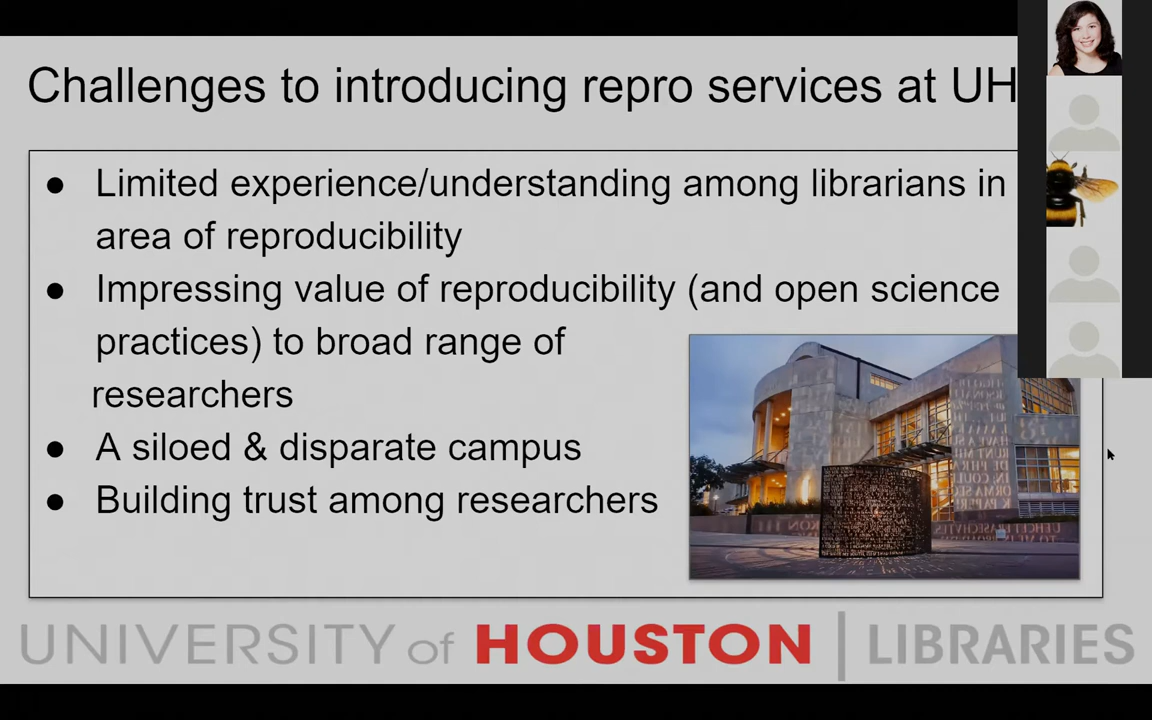 Challenges to introducing repro services at UH
● Limited experience/understanding among librarians in
area of reproducibility
● Impressing value of reproducibility (and open science
practices) to broad range of
researchers
● A siloed & disparate campus
● Building trust among researchers
UNIVERSITY of HOUSTON | LIBRARIES